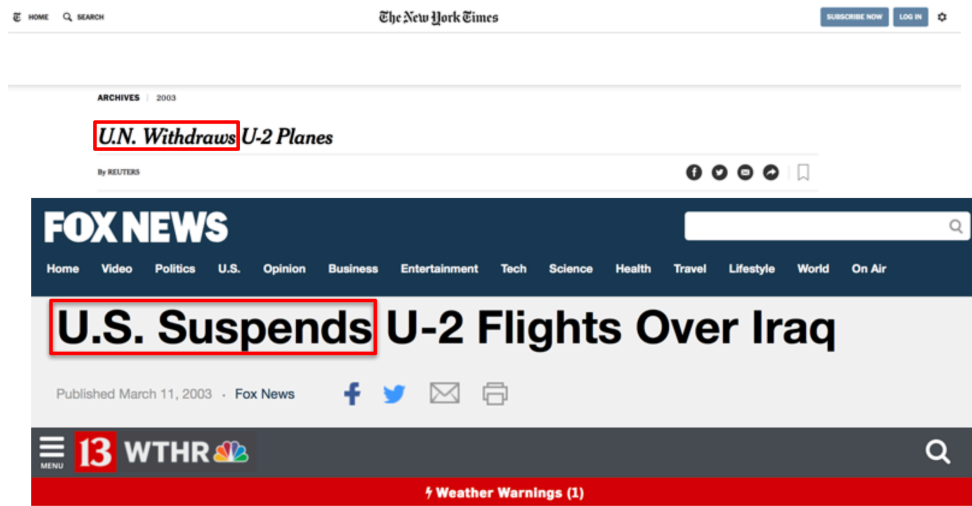 HOME SEARCH The New York Times SUBSCRIBE NOW LOG IN
ARCHIVES | 2003
U.N. Withdraws U-2 Planes
By REUTERS
FOX NEWS
Home Video Politics U.S. Opinion Business Entertainment Tech Science Health Travel Lifestyle World On Air
U.S. Suspends U-2 Flights Over Iraq
Published March 11, 2003 · Fox News
MENU 13 WTHR
Weather Warnings (1)